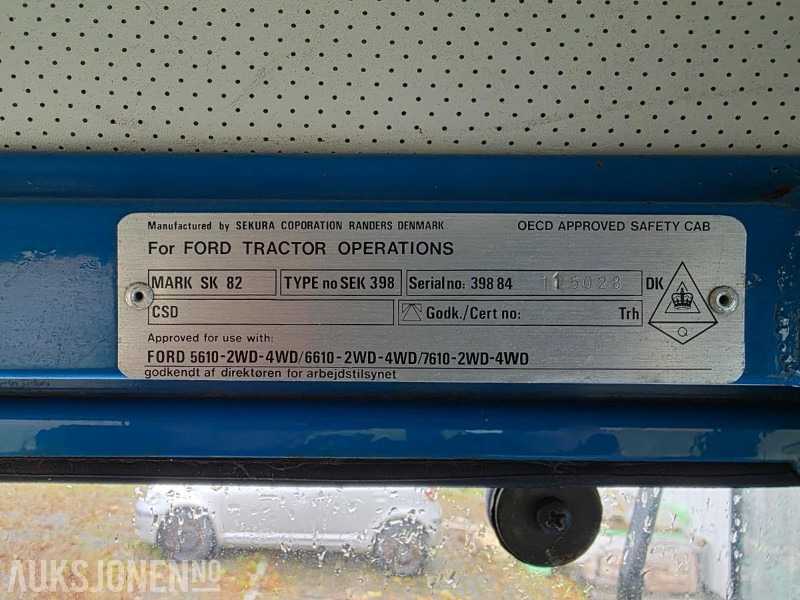 Manufactured by SEKURA COPORATION RANDERS DENMARK OECD APPROVED SAFETY CAB
For FORD TRACTOR OPERATIONS
MARK SK 82 TYPE no SEK 398 Serial no: 398 84 115028 DK
CSD Godk./Cert no: Trh
Q
Approved for use with:
FORD 5610-2WD-4WD/6610-2WD-4WD/7610-2WD-4WD
godkendt af direktøren for arbejdstilsynet
AUKSJONEN.NO